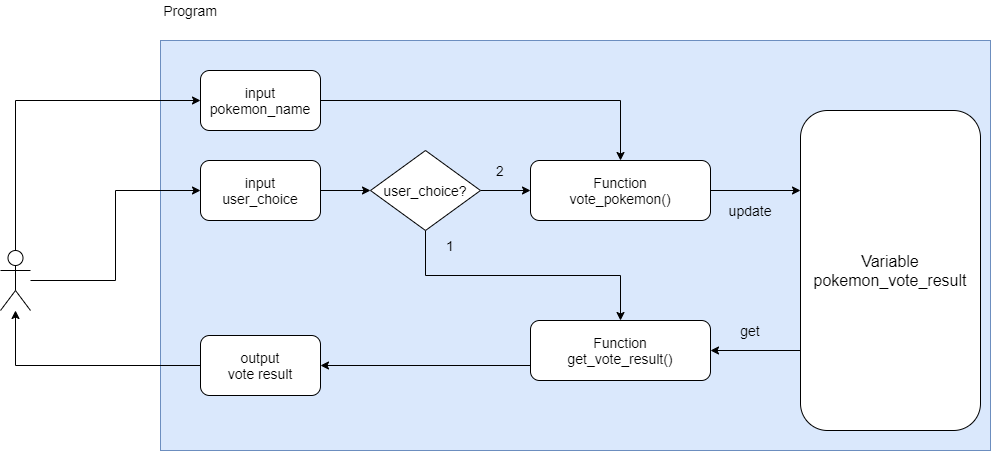 Program
input
pokemon_name
input
user_choice
user_choice?
2
1
Function
vote_pokemon()
update
Variable
pokemon_vote_result
get
Function
get_vote_result()
output
vote result